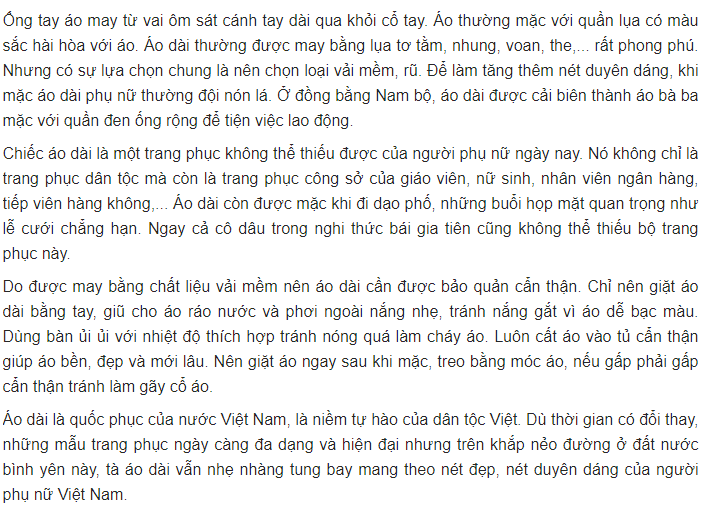 Ống tay áo may từ vai ôm sát cánh tay dài qua khỏi cổ tay. Áo thường mặc với quần lụa có màu
sắc hài hòa với áo. Áo dài thường được may bằng lụa tơ tằm, nhung, voan, the,... rất phong phú.
Nhưng có sự lựa chọn chung là nên chọn loại vải mềm, rũ. Để làm tăng thêm nét duyên dáng, khi
mặc áo dài phụ nữ thường đội nón lá. Ở đồng bằng Nam bộ, áo dài được cải biên thành áo bà ba
mặc với quần đen ống rộng để tiện việc lao động.
Chiếc áo dài là một trang phục không thể thiếu được của người phụ nữ ngày nay. Nó không chỉ là
trang phục dân tộc mà còn là trang phục công sở của giáo viên, nữ sinh, nhân viên ngân hàng,
tiếp viên hàng không,... Áo dài còn được mặc khi đi dạo phố, những buổi họp mặt quan trọng như
lễ cưới chẳng hạn. Ngay cả cô dâu trong nghi thức bái gia tiên cũng không thể thiếu bộ trang
phục này.
Do được may bằng chất liệu vải mềm nên áo dài cần được bảo quản cẩn thận. Chỉ nên giặt áo
dài bằng tay, giũ cho áo ráo nước và phơi ngoài nắng nhẹ, tránh nắng gắt vì áo dễ bạc màu.
Dùng bàn ủi ủi với nhiệt độ thích hợp tránh nóng quá làm cháy áo. Luôn cất áo vào tủ cẩn thận
giúp áo bền, đẹp và mới lâu. Nên giặt áo ngay sau khi mặc, treo bằng móc áo, nếu gấp phải gấp
cẩn thận tránh làm gãy cổ áo.
Áo dài là quốc phục của nước Việt Nam, là niềm tự hào của dân tộc Việt. Dù thời gian có đổi thay,
những mẫu trang phục ngày càng đa dạng và hiện đại nhưng trên khắp nẻo đường ở đất nước
bình yên này, tà áo dài vẫn nhẹ nhàng tung bay mang theo nét đẹp, nét duyên dáng của người
phụ nữ Việt Nam.